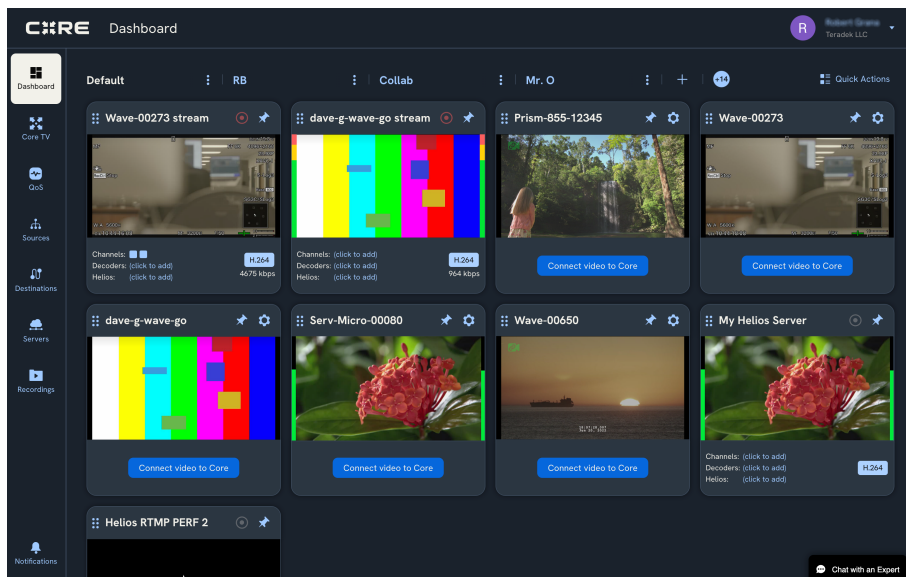 CORE Dashboard
R
Teradek LLC
Dashboard
Core TV
QoS
Sources
Destinations
Servers
Recordings
Notifications
Default
RB
Collab
Mr. O
+14
Quick Actions
Wave-00273 stream
Channels:
Decoders: (click to add)
Helios: (click to add)
H.264
4675 kbps
dave-g-wave-go stream
Channels: (click to add)
Decoders: (click to add)
Helios: (click to add)
H.264
964 kbps
Prism-855-12345
Connect video to Core
Wave-00273
Connect video to Core
dave-g-wave-go
Connect video to Core
Serv-Micro-00080
Connect video to Core
Wave-00650
Connect video to Core
My Helios Server
Channels: (click to add)
Decoders: (click to add)
Helios: (click to add)
H.264
Helios RTMP PERF 2
Chat with an Expert